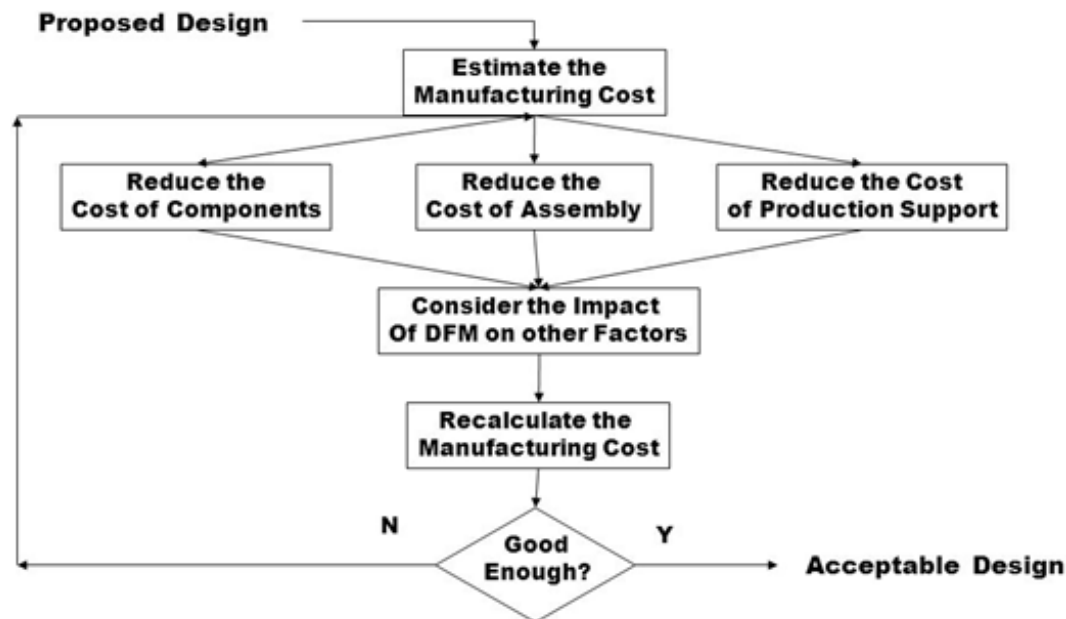 Proposed Design
Estimate the
Manufacturing Cost
Reduce the
Cost of Components
Reduce the
Cost of Assembly
Reduce the Cost
of Production Support
Consider the Impact
Of DFM on other Factors
Recalculate the
Manufacturing Cost
N
Good
Enough?
Y
Acceptable Design